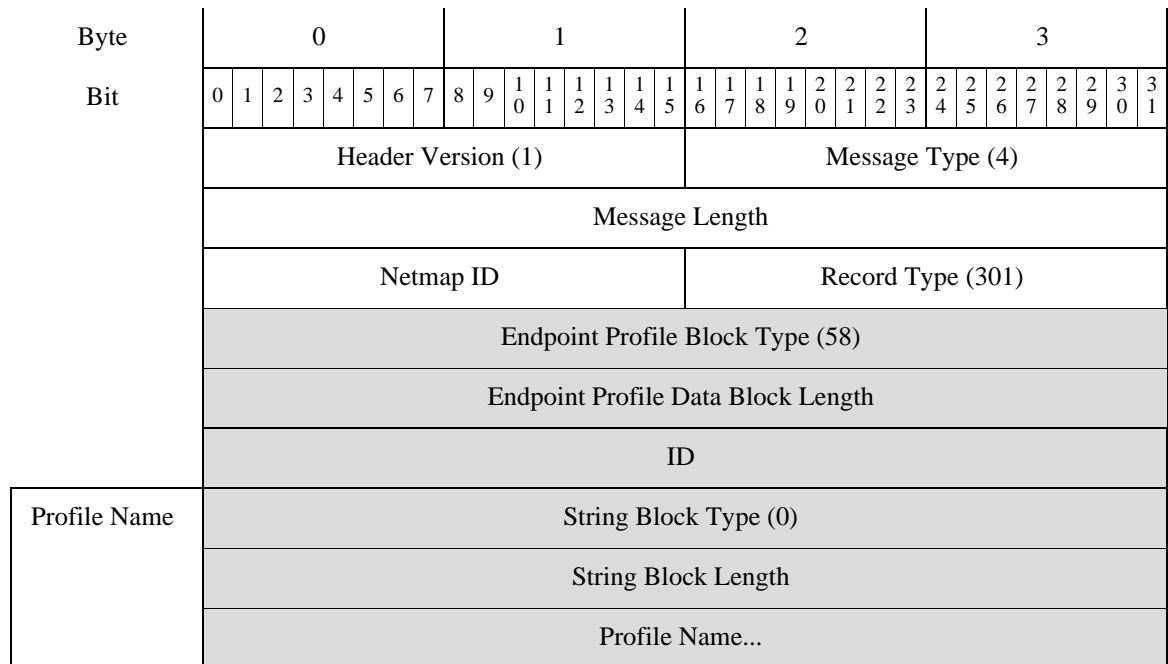 Byte 0 1 2 3
Bit 0 1 2 3 4 5 6 7 8 9 10 11 12 13 14 15 16 17 18 19 20 21 22 23 24 25 26 27 28 29 30 31
Header Version (1) Message Type (4)
Message Length
Netmap ID Record Type (301)
Endpoint Profile Block Type (58)
Endpoint Profile Data Block Length
ID
Profile Name String Block Type (0)
String Block Length
Profile Name...